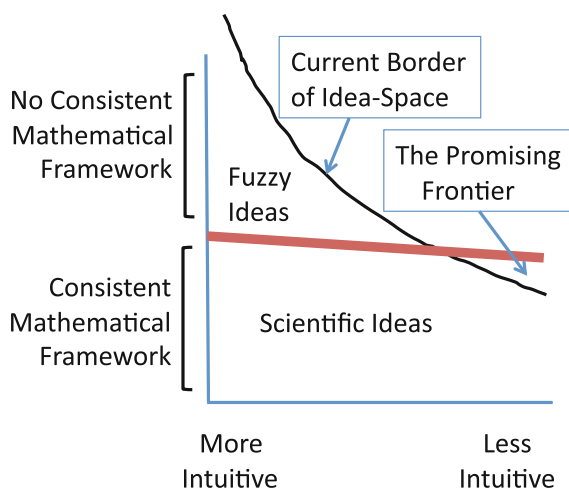 Current Border
of Idea-Space
No Consistent
Mathematical
Framework
The Promising
Frontier
Fuzzy
Ideas
Consistent
Mathematical
Framework
Scientific Ideas
More
Intuitive
Less
Intuitive